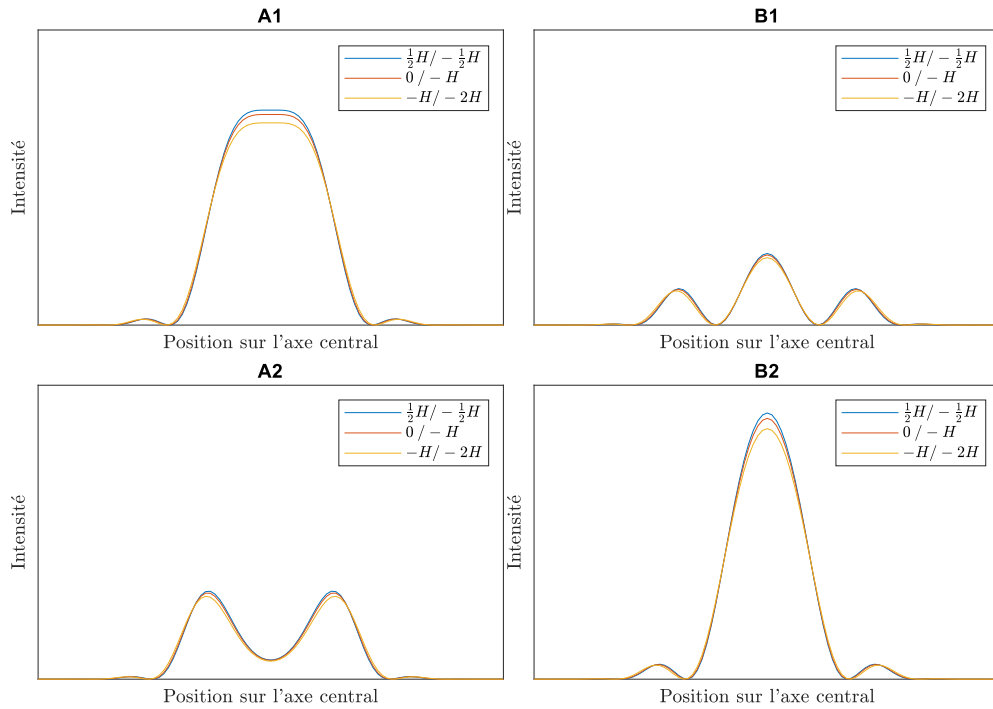 A1
½H/ − ½H
0 / − H
−H/ − 2H
Intensité
Position sur l'axe central
B1
½H/ − ½H
0 / − H
−H/ − 2H
Intensité
Position sur l'axe central
A2
½H/ − ½H
0 / − H
−H/ − 2H
Intensité
Position sur l'axe central
B2
½H/ − ½H
0 / − H
−H/ − 2H
Intensité
Position sur l'axe central